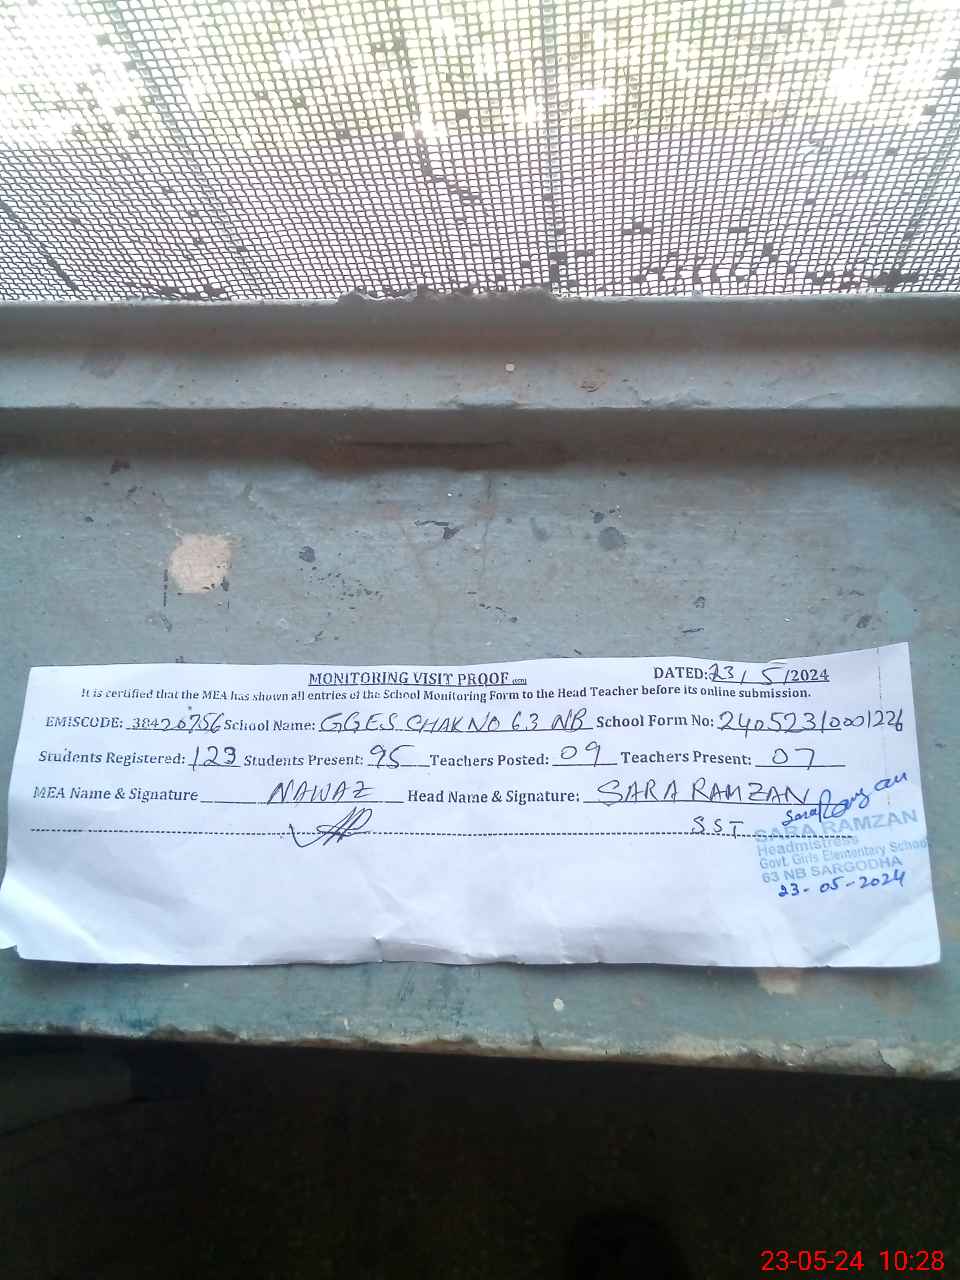 MONITORING VISIT PROOF
DATED: 23/5/2024
It is certified that the MEA has shown all entries of the School Monitoring Form to the Head Teacher before its online submission.
EMISCODE: 38420756 School Name: GGES CHAK NO 63 NB School Form No: 24052310001226
Students Registered: 123 Students Present: 95 Teachers Posted: 09 Teachers Present: 07
MEA Name & Signature NAWAZ Head Name & Signature: SARA RAMZAN
Sara Ramzan
SST
SARA RAMZAN
Headmistress
Govt. Girls Elementary School
63 NB SARGODHA
23-05-2024
23-05-24 10:28